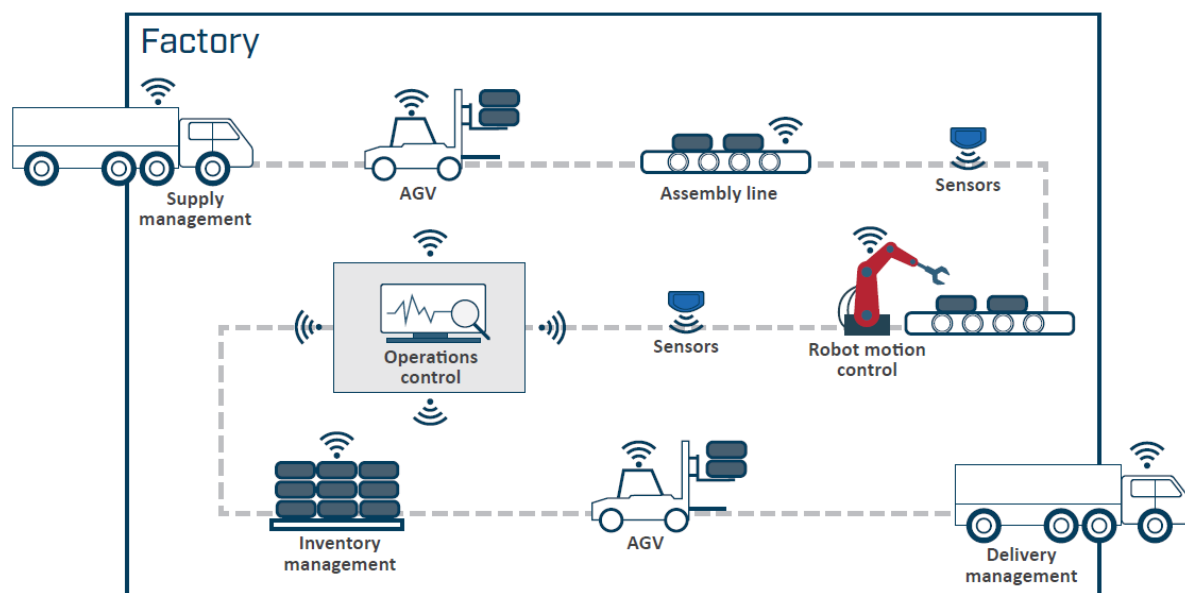 Factory
Supply
management
AGV
Assembly line
Sensors
Operations
control
Sensors
Robot motion
control
Inventory
management
AGV
Delivery
management